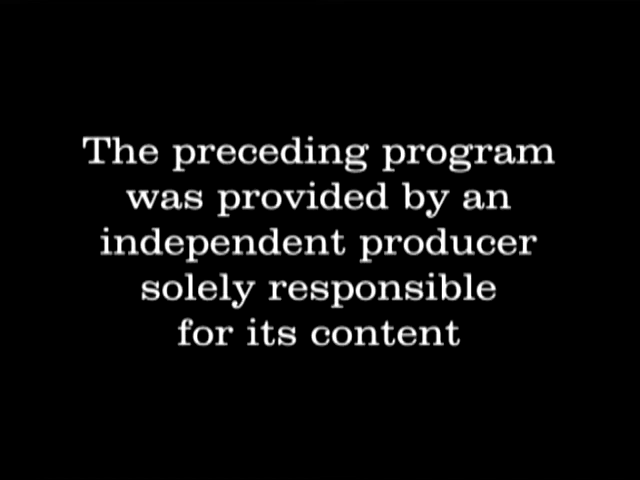 The preceding program
was provided by an
independent producer
solely responsible
for its content